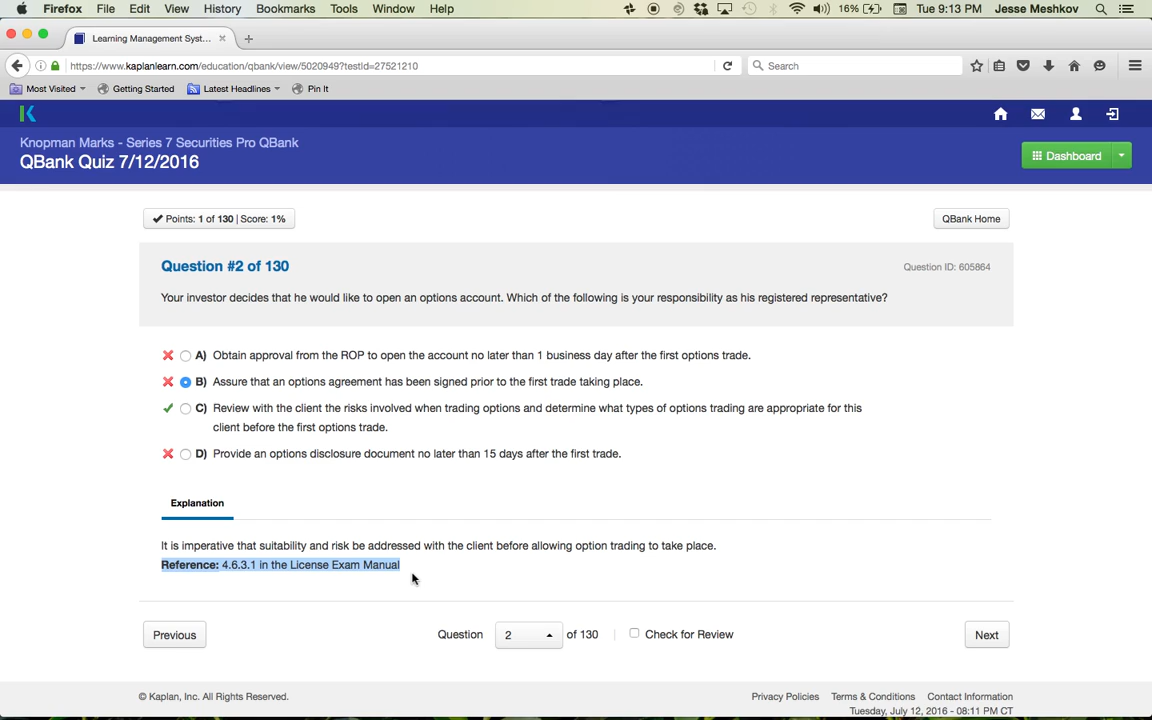 Firefox File Edit View History Bookmarks Tools Window Help 16% Tue 9:13 PM Jesse Meshkov
Learning Management Syst...
https://www.kaplanlearn.com/education/qbank/view/5020949?testId=27521210 Search
Most Visited Getting Started Latest Headlines Pin It
K
Knopman Marks - Series 7 Securities Pro QBank
QBank Quiz 7/12/2016
Dashboard
Points: 1 of 130 | Score: 1%
QBank Home
Question #2 of 130
Question ID: 605864
Your investor decides that he would like to open an options account. Which of the following is your responsibility as his registered representative?
A) Obtain approval from the ROP to open the account no later than 1 business day after the first options trade.
B) Assure that an options agreement has been signed prior to the first trade taking place.
C) Review with the client the risks involved when trading options and determine what types of options trading are appropriate for this
client before the first options trade.
D) Provide an options disclosure document no later than 15 days after the first trade.
Explanation
It is imperative that suitability and risk be addressed with the client before allowing option trading to take place.
Reference: 4.6.3.1 in the License Exam Manual
Previous Question 2 of 130 Check for Review Next
© Kaplan, Inc. All Rights Reserved.
Privacy Policies Terms & Conditions Contact Information
Tuesday, July 12, 2016 - 08:11 PM CT